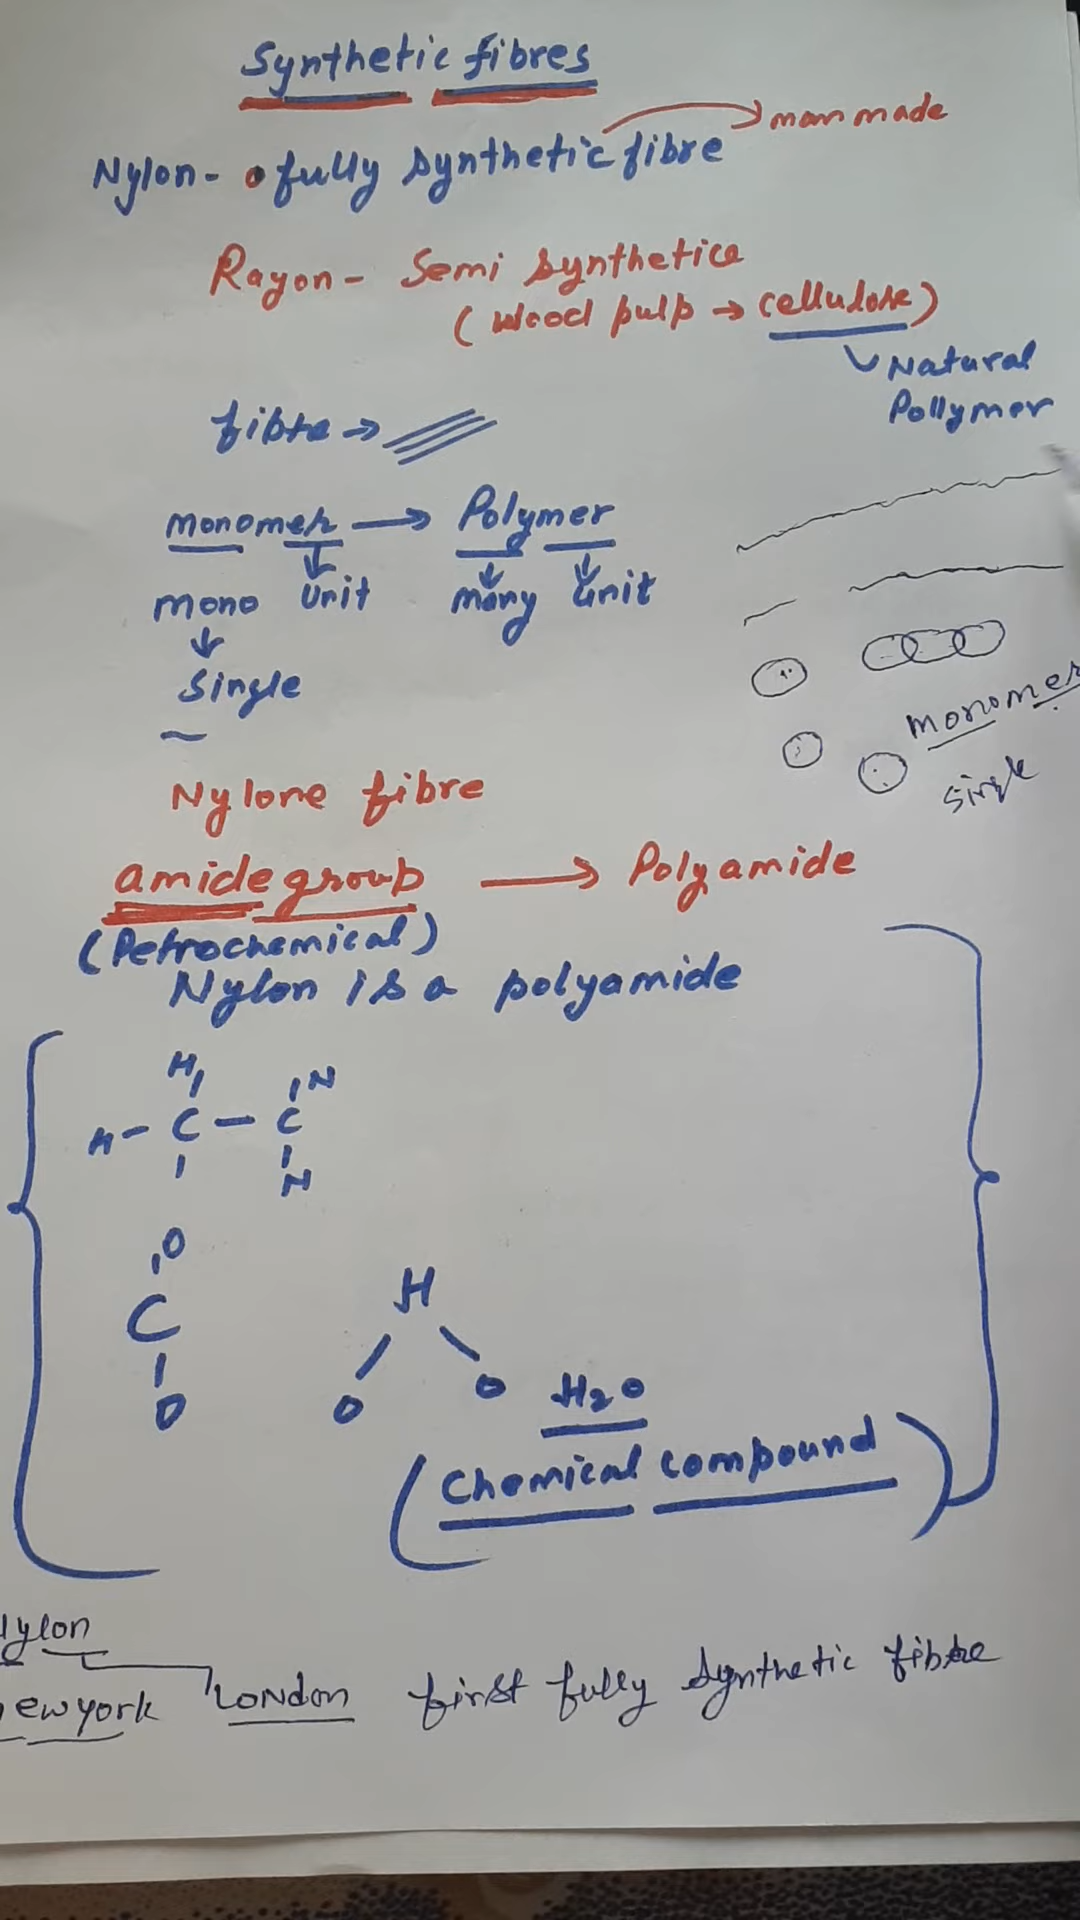 Synthetic fibres
man made
Nylon - fully synthetic fibre
Rayon - Semi synthetice
(wood pulp → cellulose)
Natural
Pollymer
fibre →
monomer → Polymer
mono Unit many Unit
Single
monomer
Single
Nylone fibre
amide group → Polyamide
(Petrochemical)
Nylon is a polyamide
H N
H - C - C
N
O
C
O
H
O O
H2O
(Chemical compound)
ylon
ewyork London first fully synthetic fibre